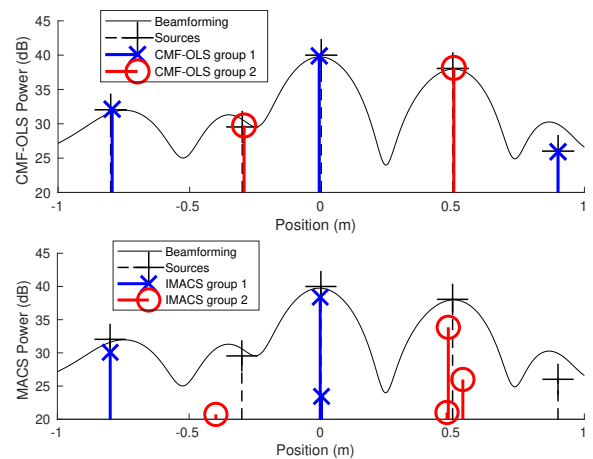 45
40
35
30
25
20
CMF-OLS Power (dB)
Beamforming
Sources
CMF-OLS group 1
CMF-OLS group 2
-1
-0.5
0
0.5
1
Position (m)
45
40
35
30
25
20
MACS Power (dB)
Beamforming
Sources
IMACS group 1
IMACS group 2
-1
-0.5
0
0.5
1
Position (m)